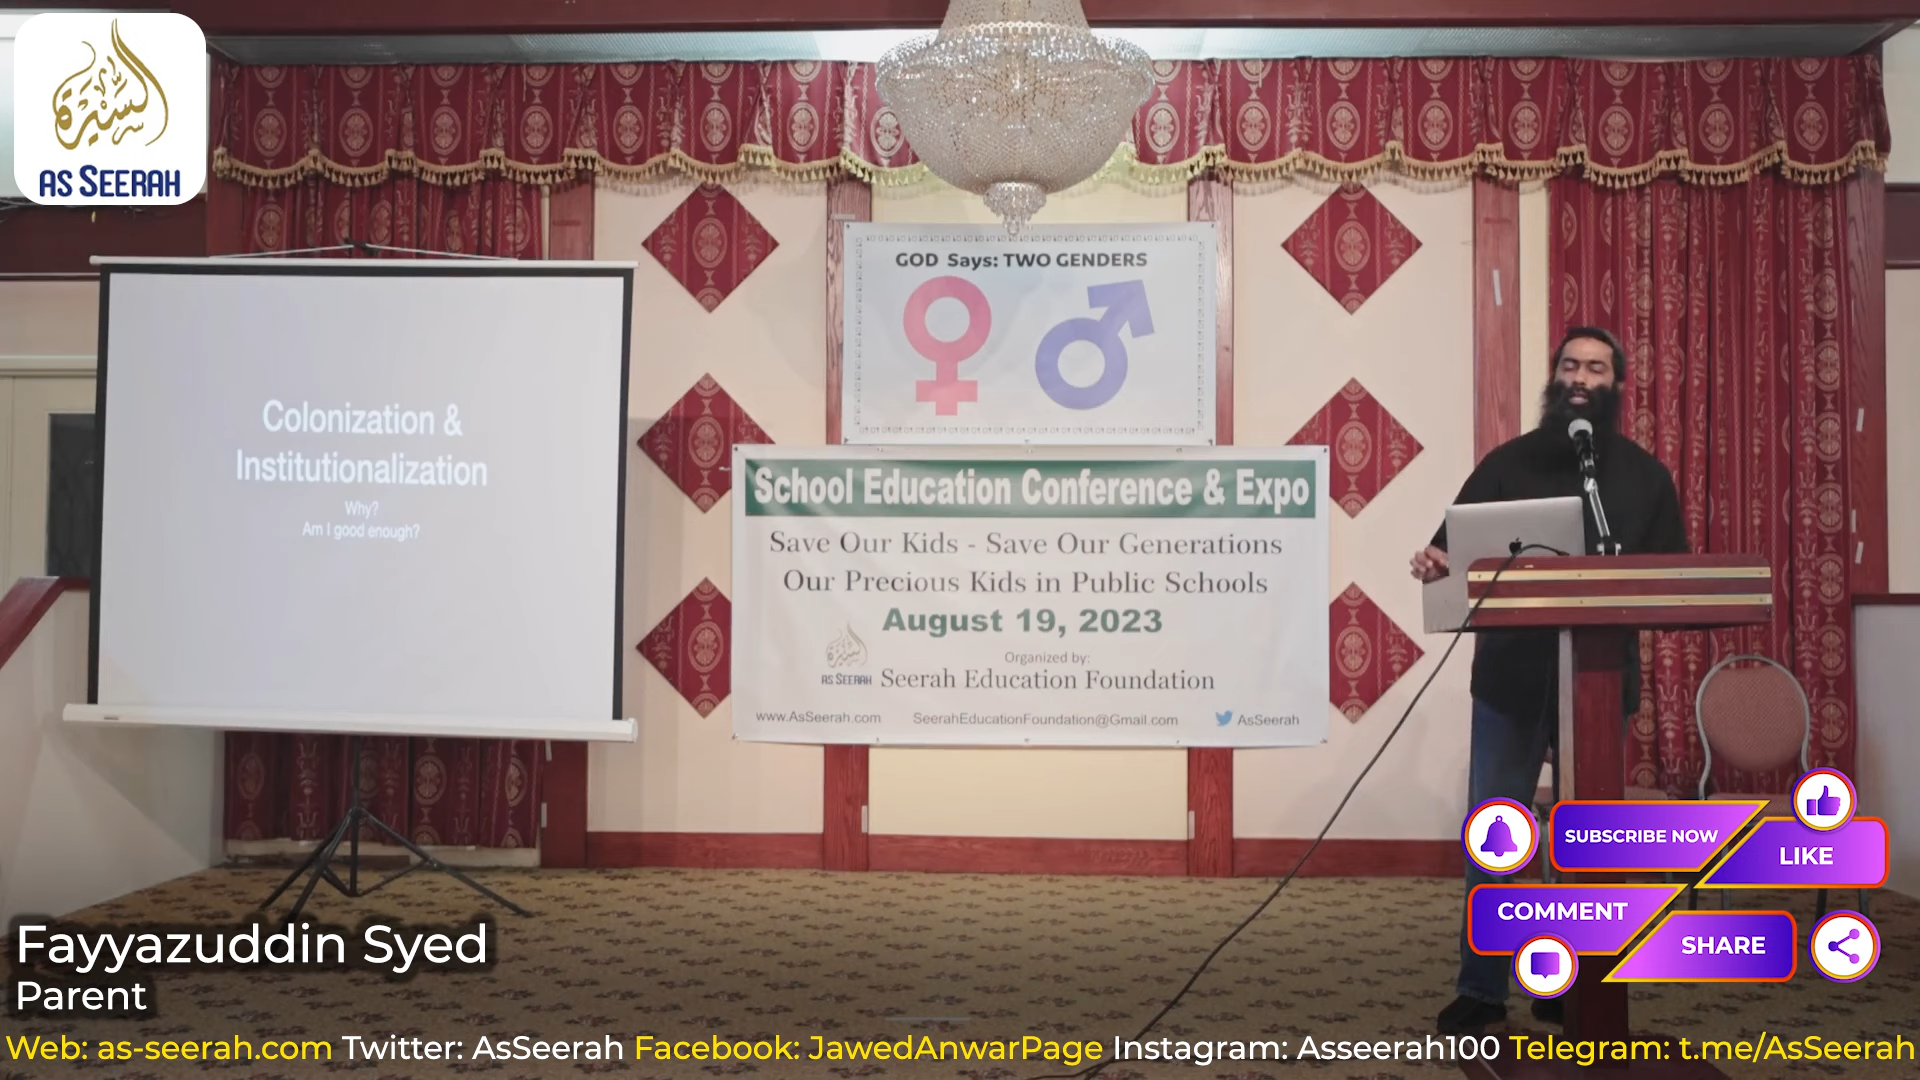 السيرة
AS SEERAH
GOD Says: TWO GENDERS
Colonization &
Institutionalization
Why?
Am I good enough?
School Education Conference & Expo
Save Our Kids - Save Our Generations
Our Precious Kids in Public Schools
August 19, 2023
Organized by:
السيرة
AS SEERAH
Seerah Education Foundation
www.AsSeerah.com SeerahEducationFoundation@Gmail.com AsSeerah
SUBSCRIBE NOW
LIKE
COMMENT
SHARE
Fayyazuddin Syed
Parent
Web: as-seerah.com Twitter: AsSeerah Facebook: JawedAnwarPage Instagram: Asseerah100 Telegram: t.me/AsSeerah